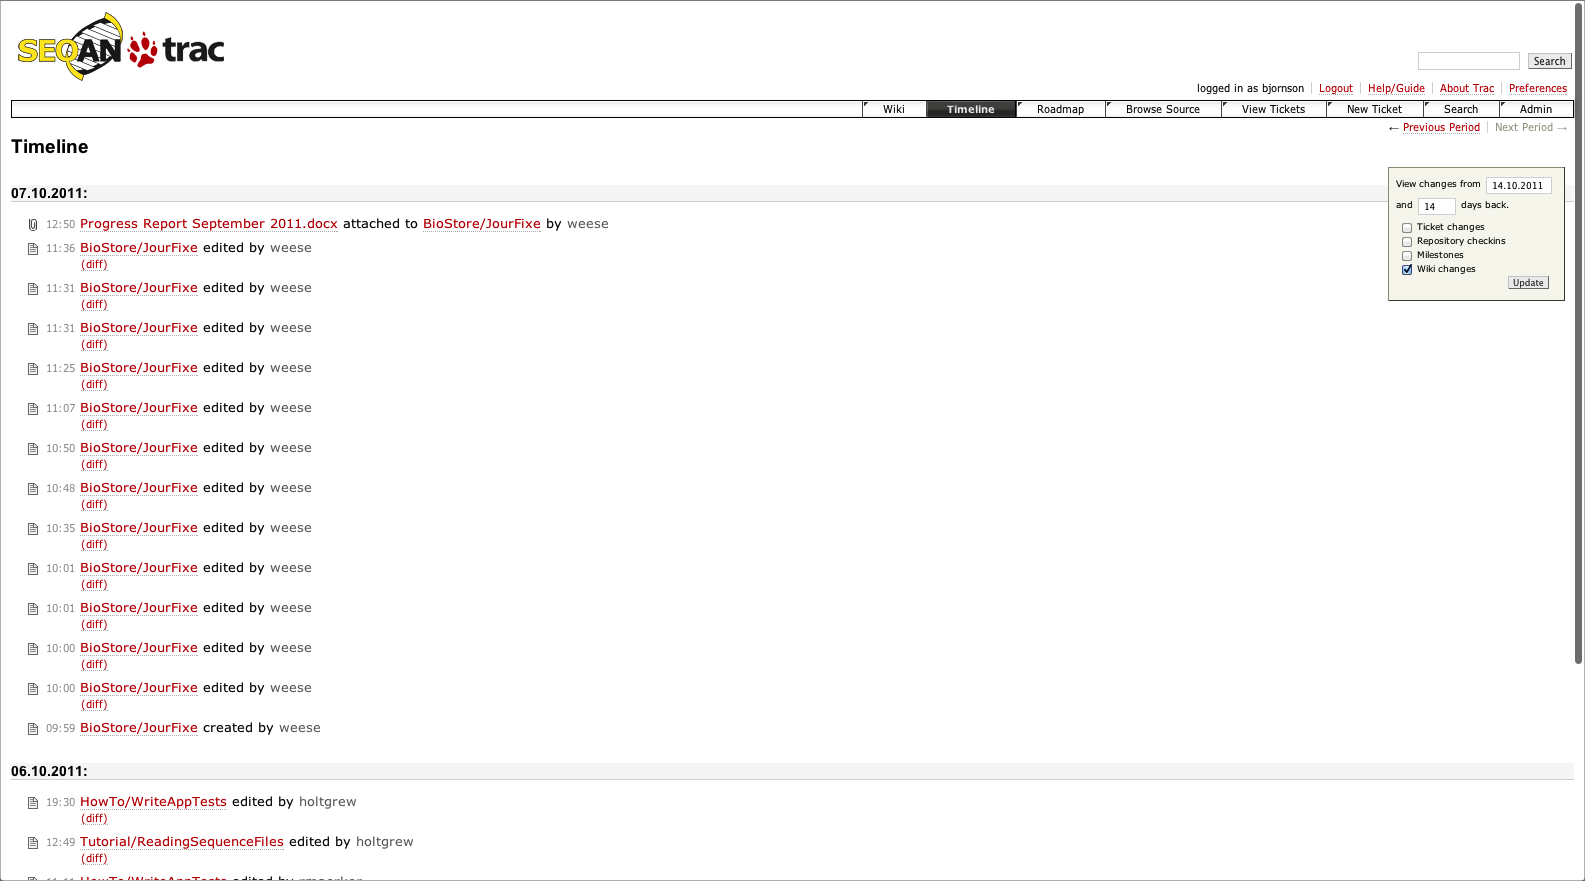 SEQAN trac
Search
logged in as bjornson Logout Help/Guide About Trac Preferences
Wiki Timeline Roadmap Browse Source View Tickets New Ticket Search Admin
← Previous Period Next Period →
Timeline
View changes from 14.10.2011
and 14 days back.
Ticket changes
Repository checkins
Milestones
Wiki changes
Update
07.10.2011:
12:50 Progress Report September 2011.docx attached to BioStore/JourFixe by weese
11:36 BioStore/JourFixe edited by weese
(diff)
11:31 BioStore/JourFixe edited by weese
(diff)
11:31 BioStore/JourFixe edited by weese
(diff)
11:25 BioStore/JourFixe edited by weese
(diff)
11:07 BioStore/JourFixe edited by weese
(diff)
10:50 BioStore/JourFixe edited by weese
(diff)
10:48 BioStore/JourFixe edited by weese
(diff)
10:35 BioStore/JourFixe edited by weese
(diff)
10:01 BioStore/JourFixe edited by weese
(diff)
10:01 BioStore/JourFixe edited by weese
(diff)
10:00 BioStore/JourFixe edited by weese
(diff)
10:00 BioStore/JourFixe edited by weese
(diff)
09:59 BioStore/JourFixe created by weese
06.10.2011:
19:30 HowTo/WriteAppTests edited by holtgrew
(diff)
12:49 Tutorial/ReadingSequenceFiles edited by holtgrew
(diff)
HowTo/WriteAppTests edited by